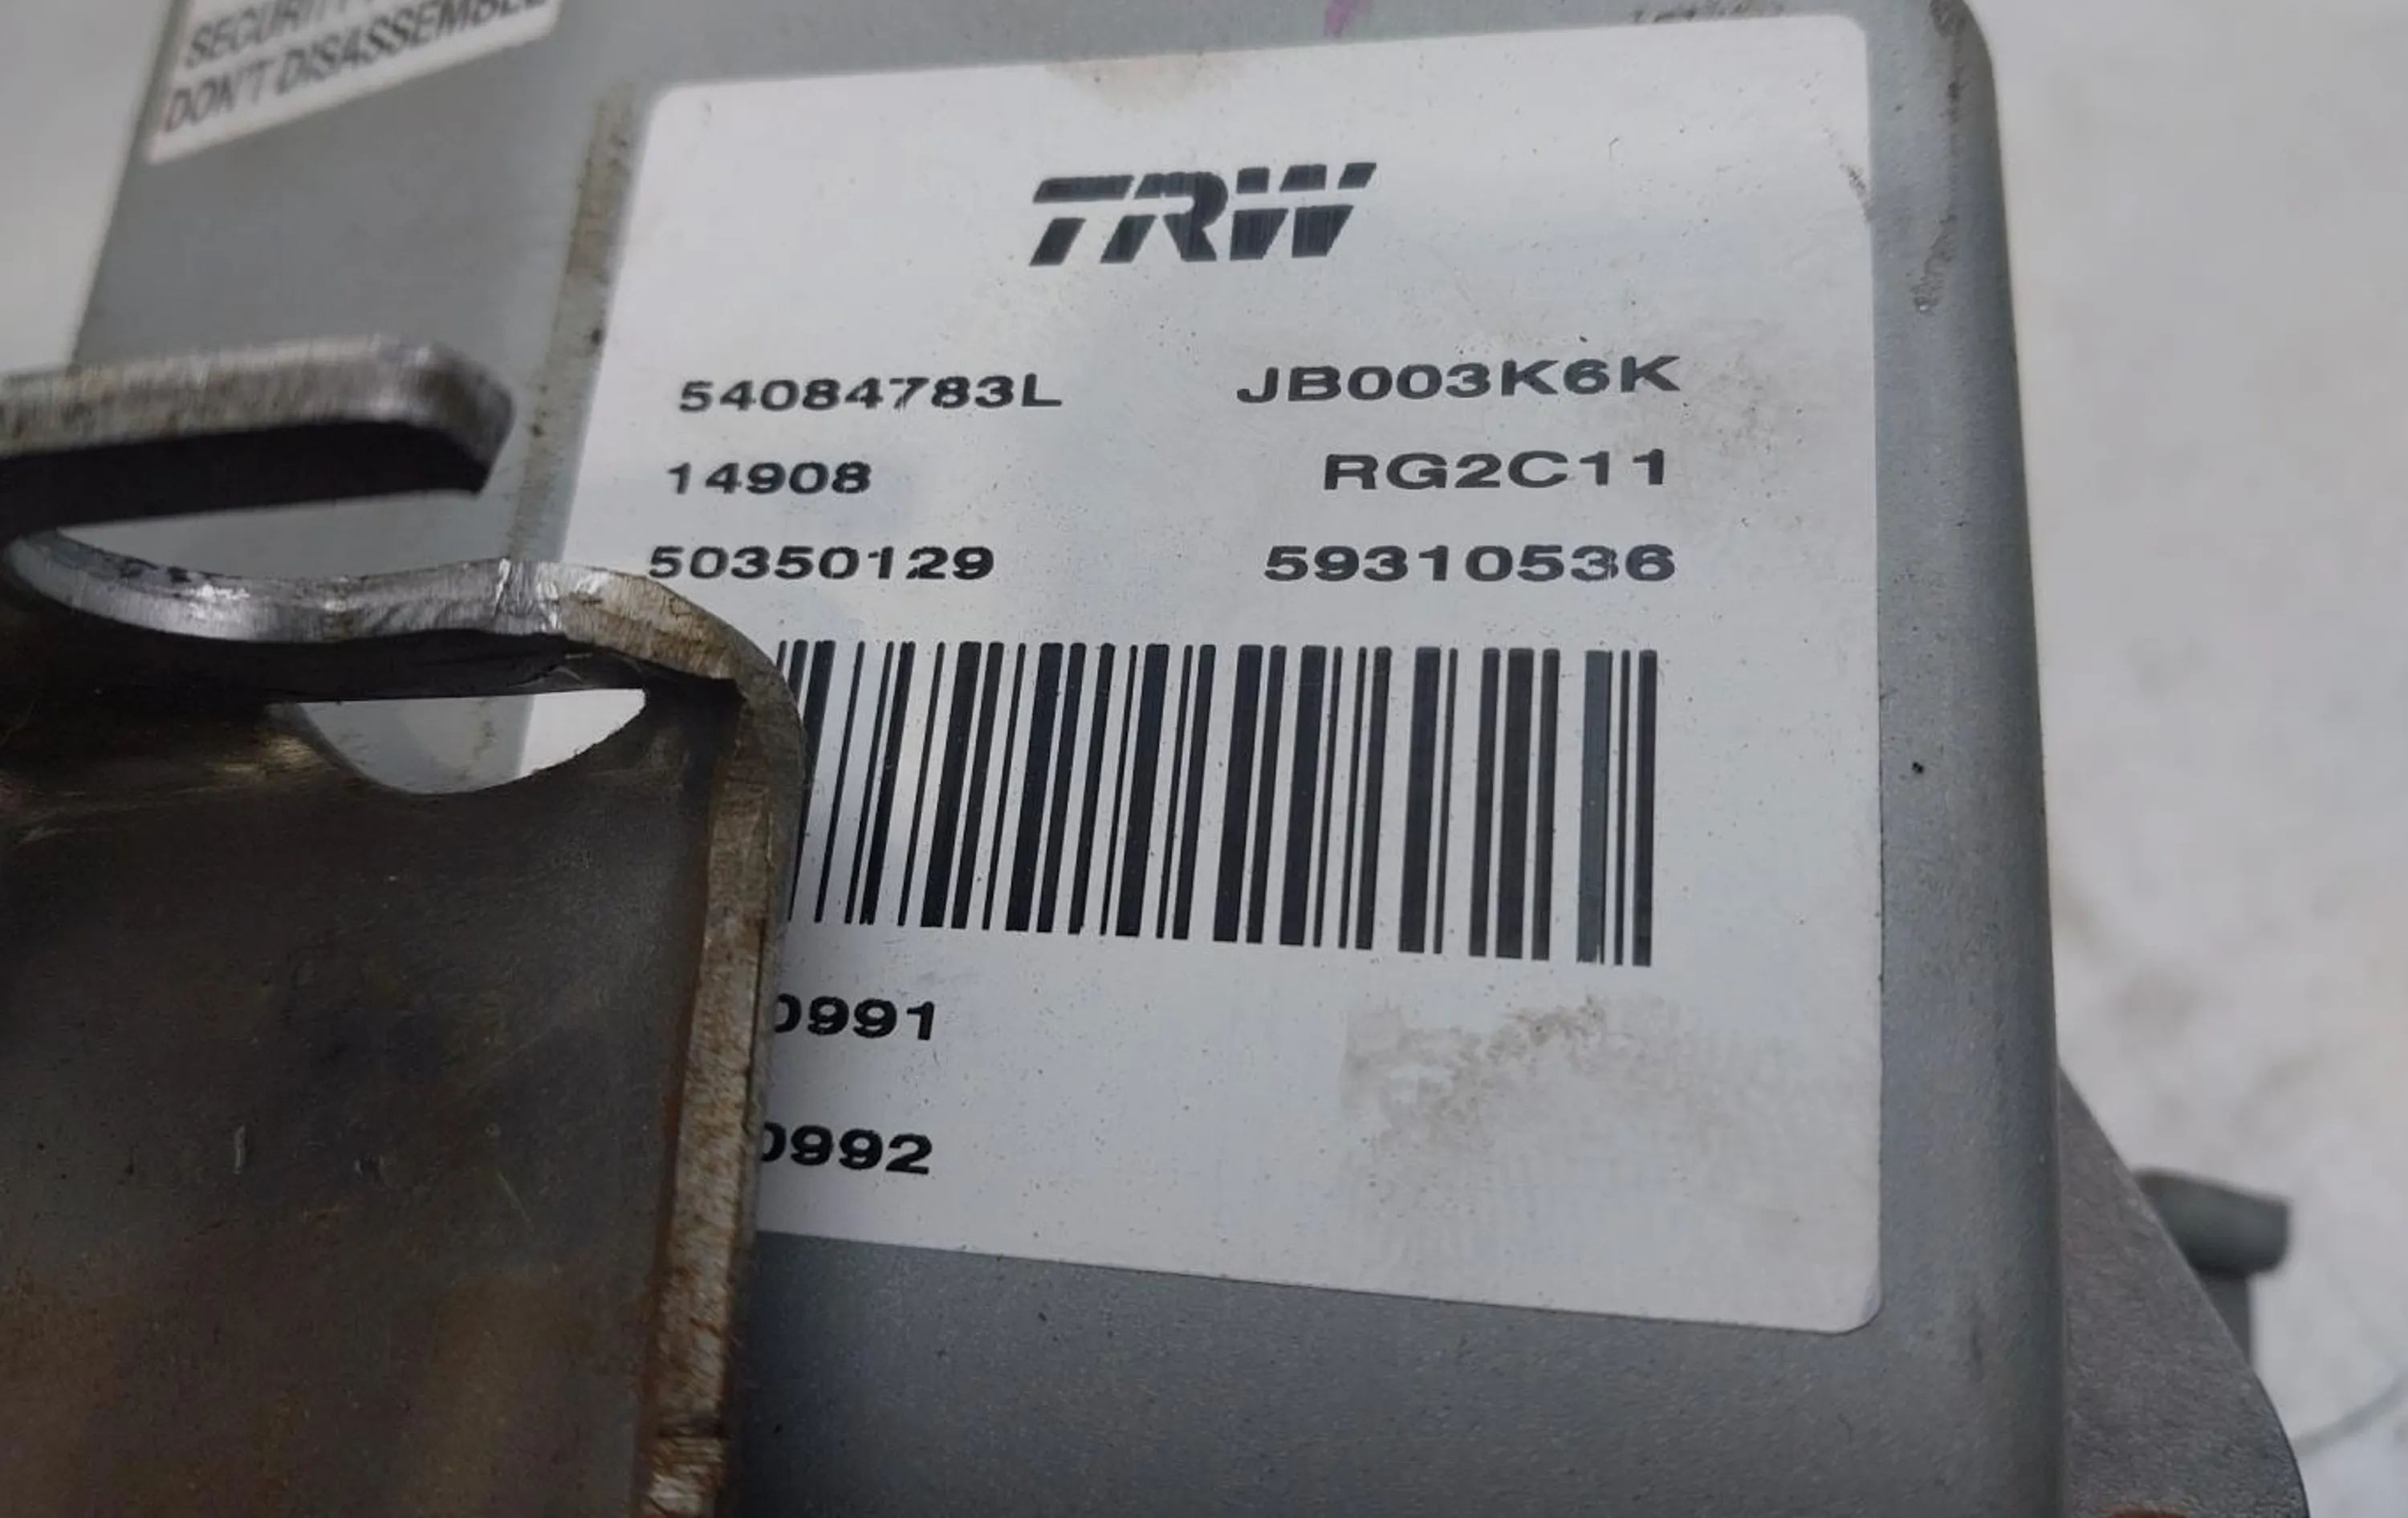 SECURITY
DON'T DISASSEMBLE
TRW
54084783L JB003K6K
14908 RG2C11
50350129 59310536
0991
0992